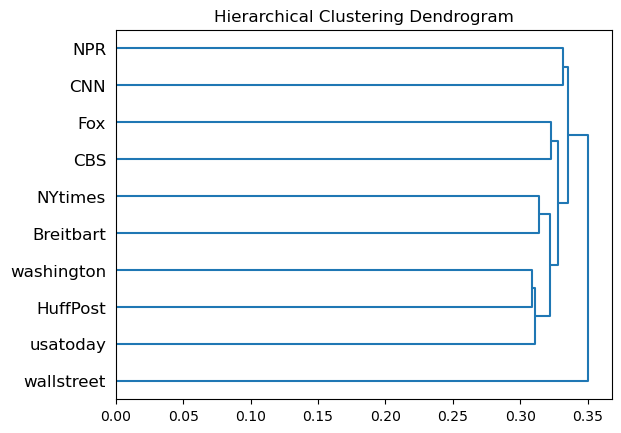 Hierarchical Clustering Dendrogram
NPR
CNN
Fox
CBS
NYtimes
Breitbart
washington
HuffPost
usatoday
wallstreet
0.00 0.05 0.10 0.15 0.20 0.25 0.30 0.35